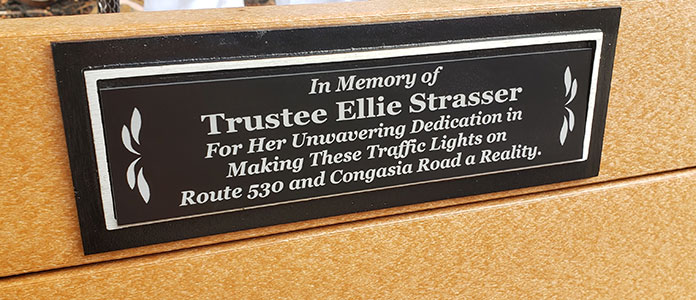 In Memory of
Trustee Ellie Strasser
For Her Unwavering Dedication in
Making These Traffic Lights on
Route 530 and Congasia Road a Reality.